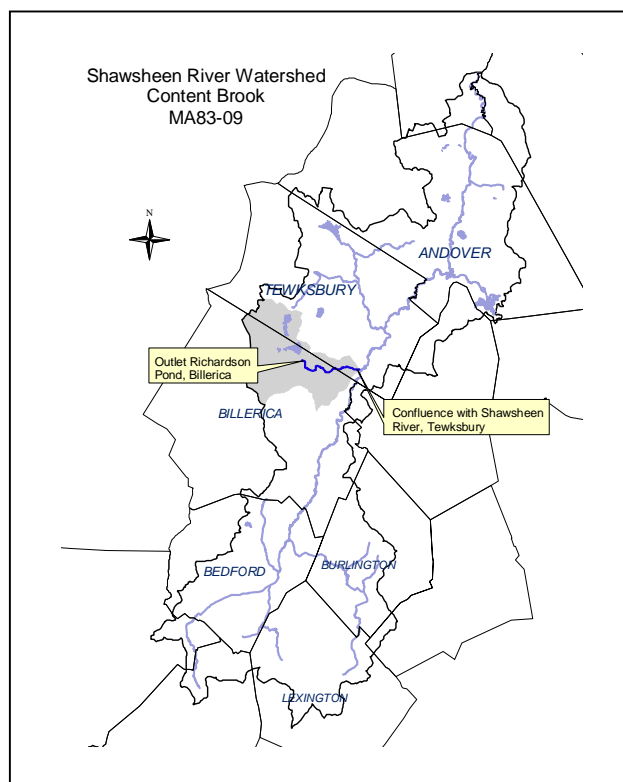 Shawsheen River Watershed
Content Brook
MA83-09
N
ANDOVER
TEWKSBURY
Outlet Richardson
Pond, Billerica
Confluence with Shawsheen
River, Tewksbury
BILLERICA
BEDFORD
BURLINGTON
LEXINGTON